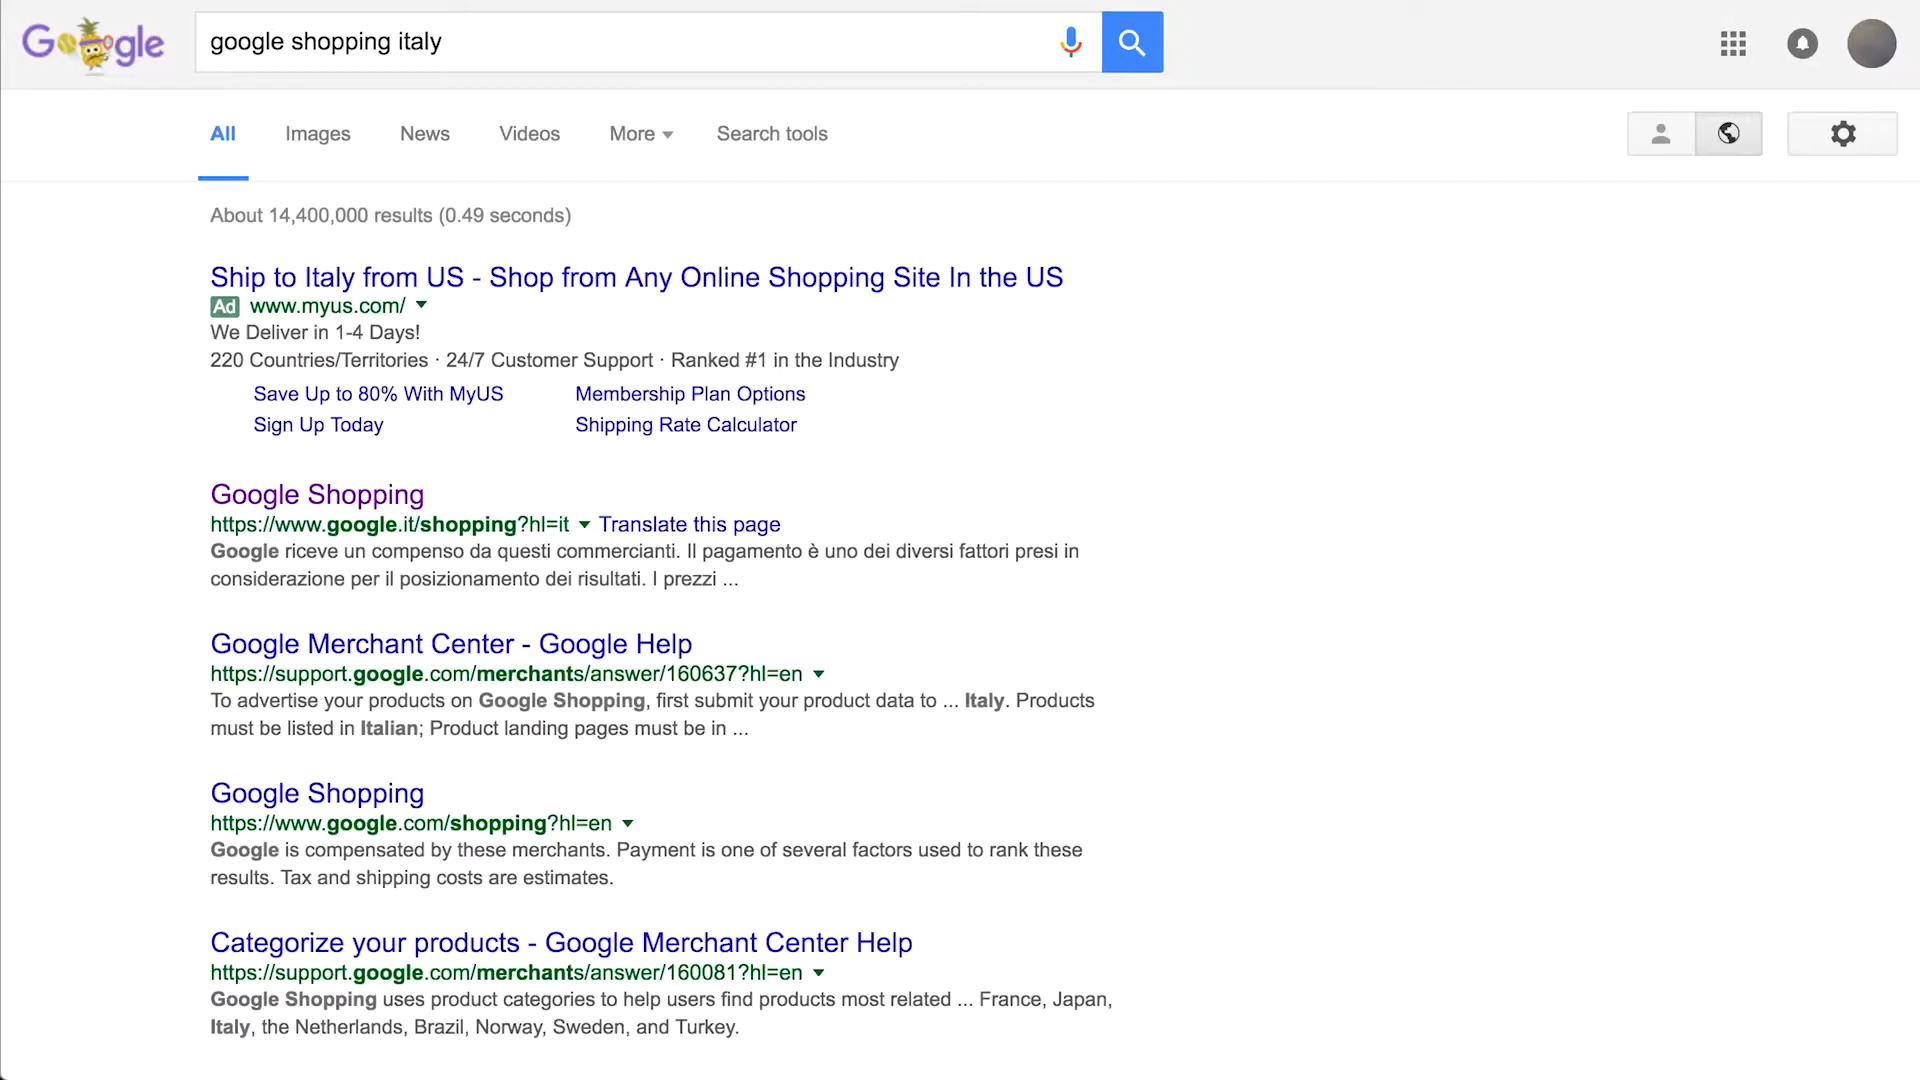 Google
google shopping italy
All Images News Videos More Search tools
About 14,400,000 results (0.49 seconds)
Ship to Italy from US - Shop from Any Online Shopping Site In the US
Ad www.myus.com/
We Deliver in 1-4 Days!
220 Countries/Territories · 24/7 Customer Support · Ranked #1 in the Industry
Save Up to 80% With MyUS Membership Plan Options
Sign Up Today Shipping Rate Calculator
Google Shopping
https://www.google.it/shopping?hl=it Translate this page
Google riceve un compenso da questi commercianti. Il pagamento è uno dei diversi fattori presi in
considerazione per il posizionamento dei risultati. I prezzi ...
Google Merchant Center - Google Help
https://support.google.com/merchants/answer/160637?hl=en
To advertise your products on Google Shopping, first submit your product data to ... Italy. Products
must be listed in Italian; Product landing pages must be in ...
Google Shopping
https://www.google.com/shopping?hl=en
Google is compensated by these merchants. Payment is one of several factors used to rank these
results. Tax and shipping costs are estimates.
Categorize your products - Google Merchant Center Help
https://support.google.com/merchants/answer/160081?hl=en
Google Shopping uses product categories to help users find products most related ... France, Japan,
Italy, the Netherlands, Brazil, Norway, Sweden, and Turkey.